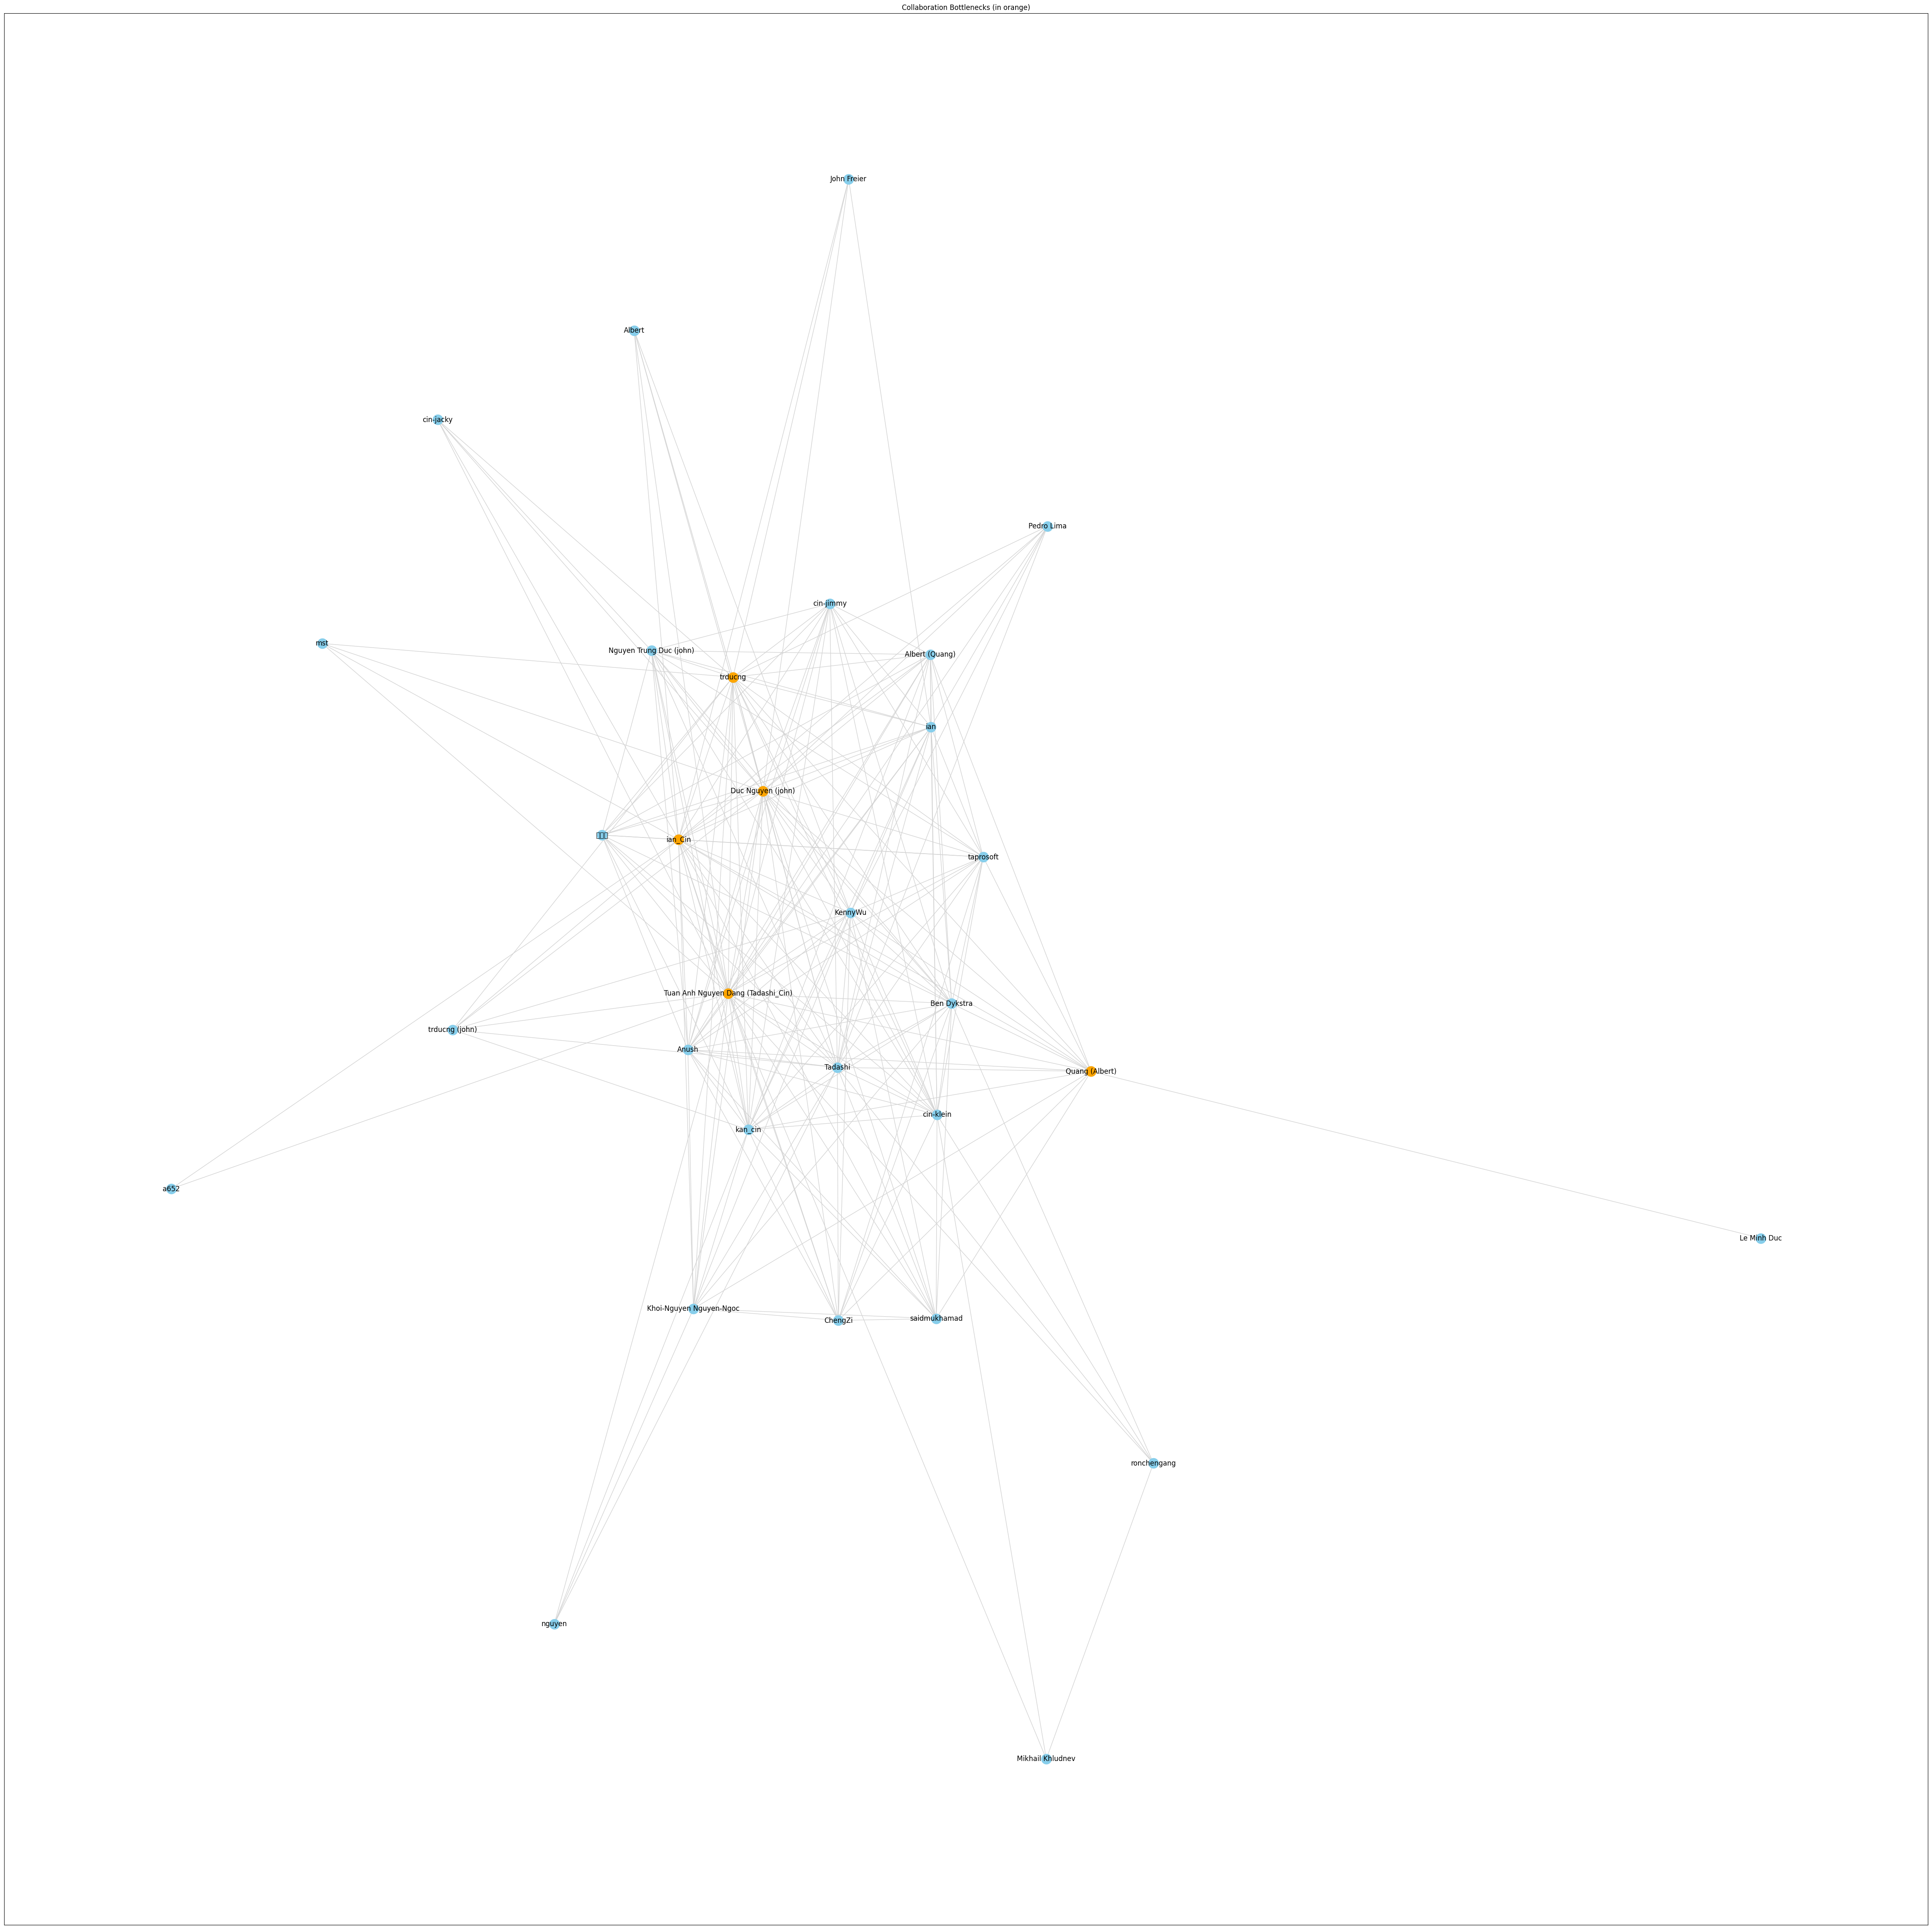 Collaboration Bottlenecks (in orange)
John Freier
Albert
cin-jacky
Pedro Lima
cin-jimmy
mst
Nguyen Trung Duc (john)
Albert (Quang)
trducng
ian
Duc Nguyen (john)
ian_Cin
taprosoft
KennyWu
Tuan Anh Nguyen Dang (Tadashi_Cin)
Ben Dykstra
trducng (john)
Anush
Tadashi
Quang (Albert)
cin-klein
kan_cin
a652
Le Minh Duc
Khoi-Nguyen Nguyen-Ngoc
ChengZi
saidmukhamad
ronchengang
nguyen
Mikhail Khludnev